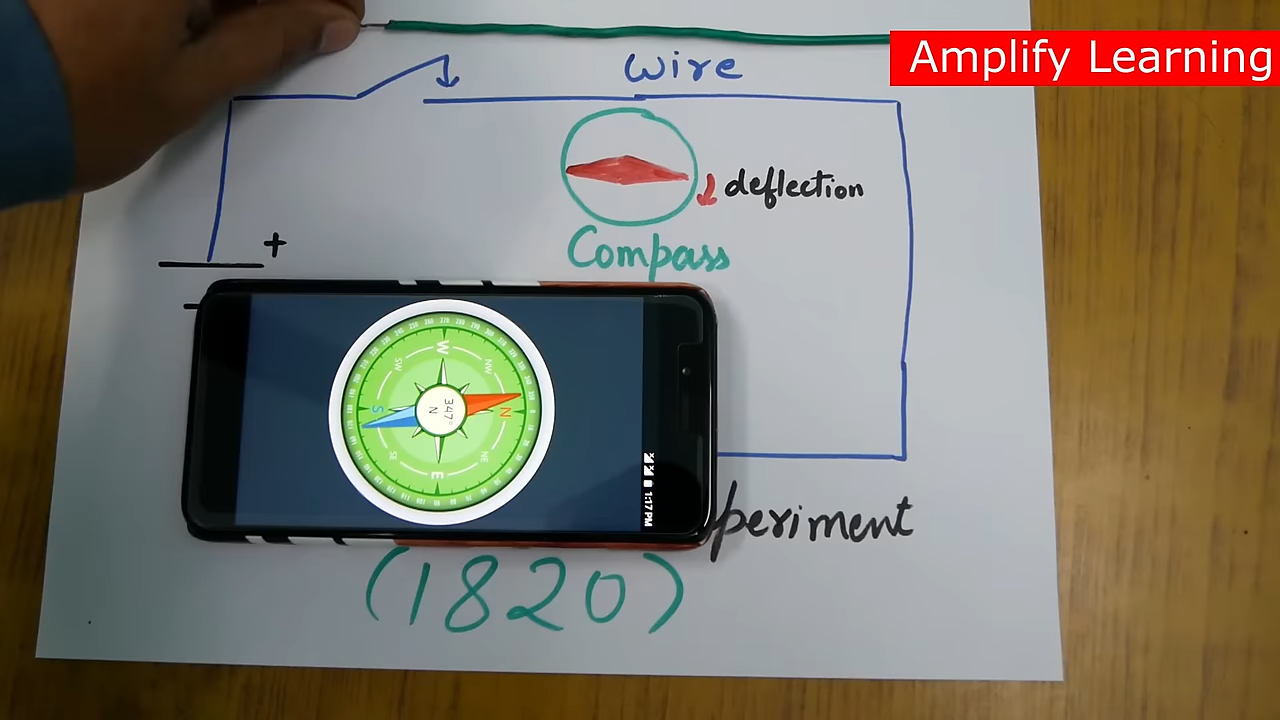 Amplify Learning
wire
deflection
Compass
+
W
NW
SW
N
S
347°
N
NE
SE
E
1:17 PM
periment
(1820)